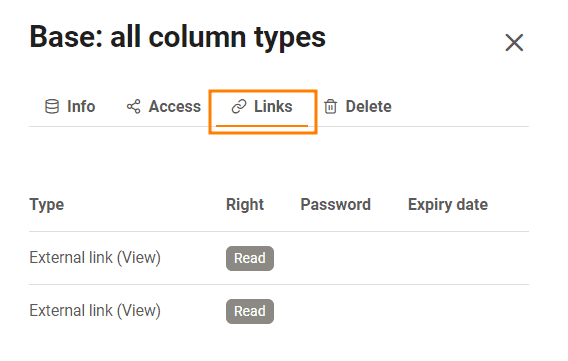 Base: all column types
Info Access Links Delete
Type Right Password Expiry date
External link (View) Read
External link (View) Read